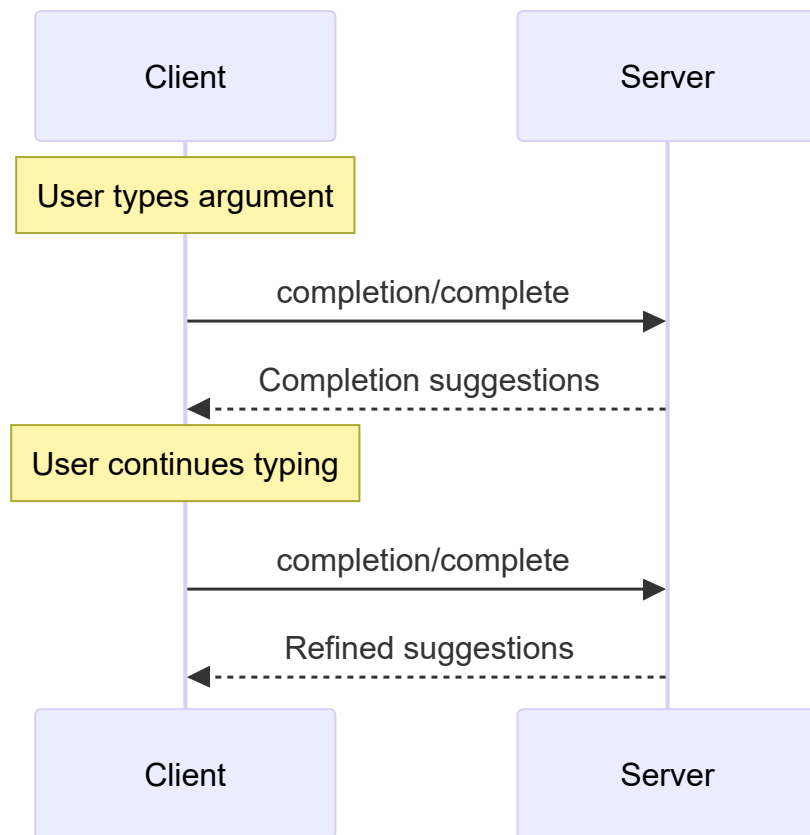 Client
Server
User types argument
completion/complete
Completion suggestions
User continues typing
completion/complete
Refined suggestions
Client
Server